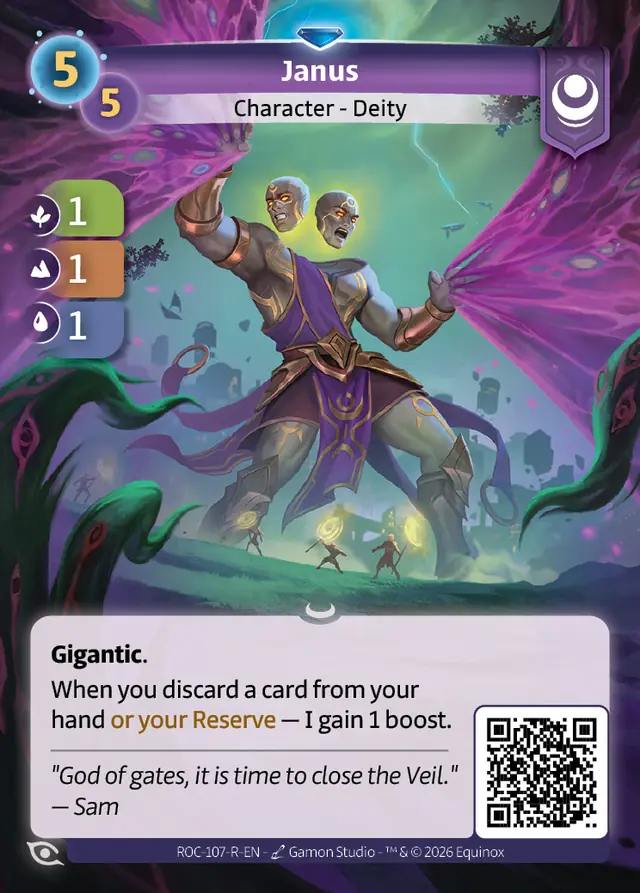 5
Janus
5
Character - Deity
1
1
1
Gigantic.
When you discard a card from your
hand or your Reserve — I gain 1 boost.
"God of gates, it is time to close the Veil."
— Sam
ROC-107-R-EN - Gamon Studio - ™ & © 2026 Equinox